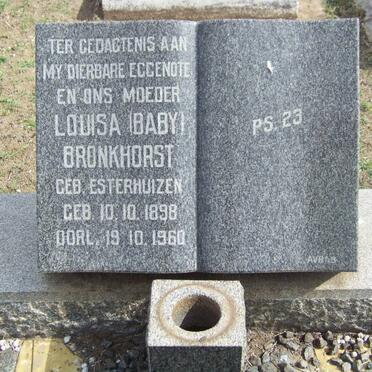 TER GEDAGTENIS AAN
MY DIERBARE EGGENOTE
EN ONS MOEDER
LOUISA (BABY)
BRONKHORST
GEB. ESTERHUIZEN
GEB. 10.10.1898
OORL. 19.10.1960
PS. 23